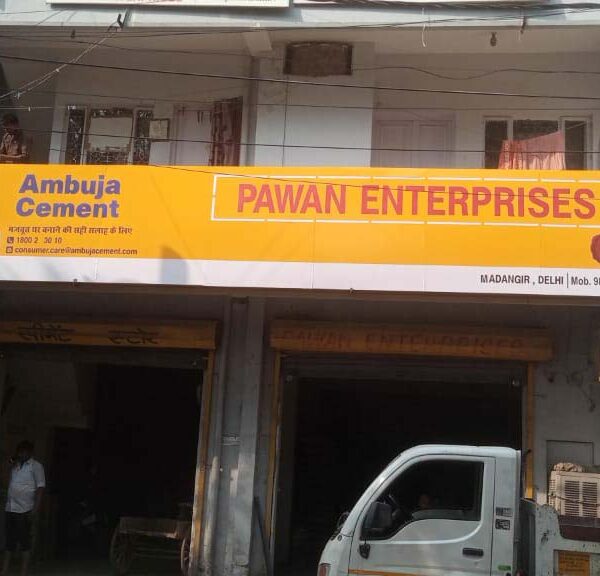 Ambuja
Cement
मजबूत घर बनाने की सही सलाह के लिए
1800 2 30 10
consumer.care@ambujacement.com
PAWAN ENTERPRISES
MADANGIR , DELHI | Mob. 98
सीमेंट स्टोर
PAWAN ENTERPRISES